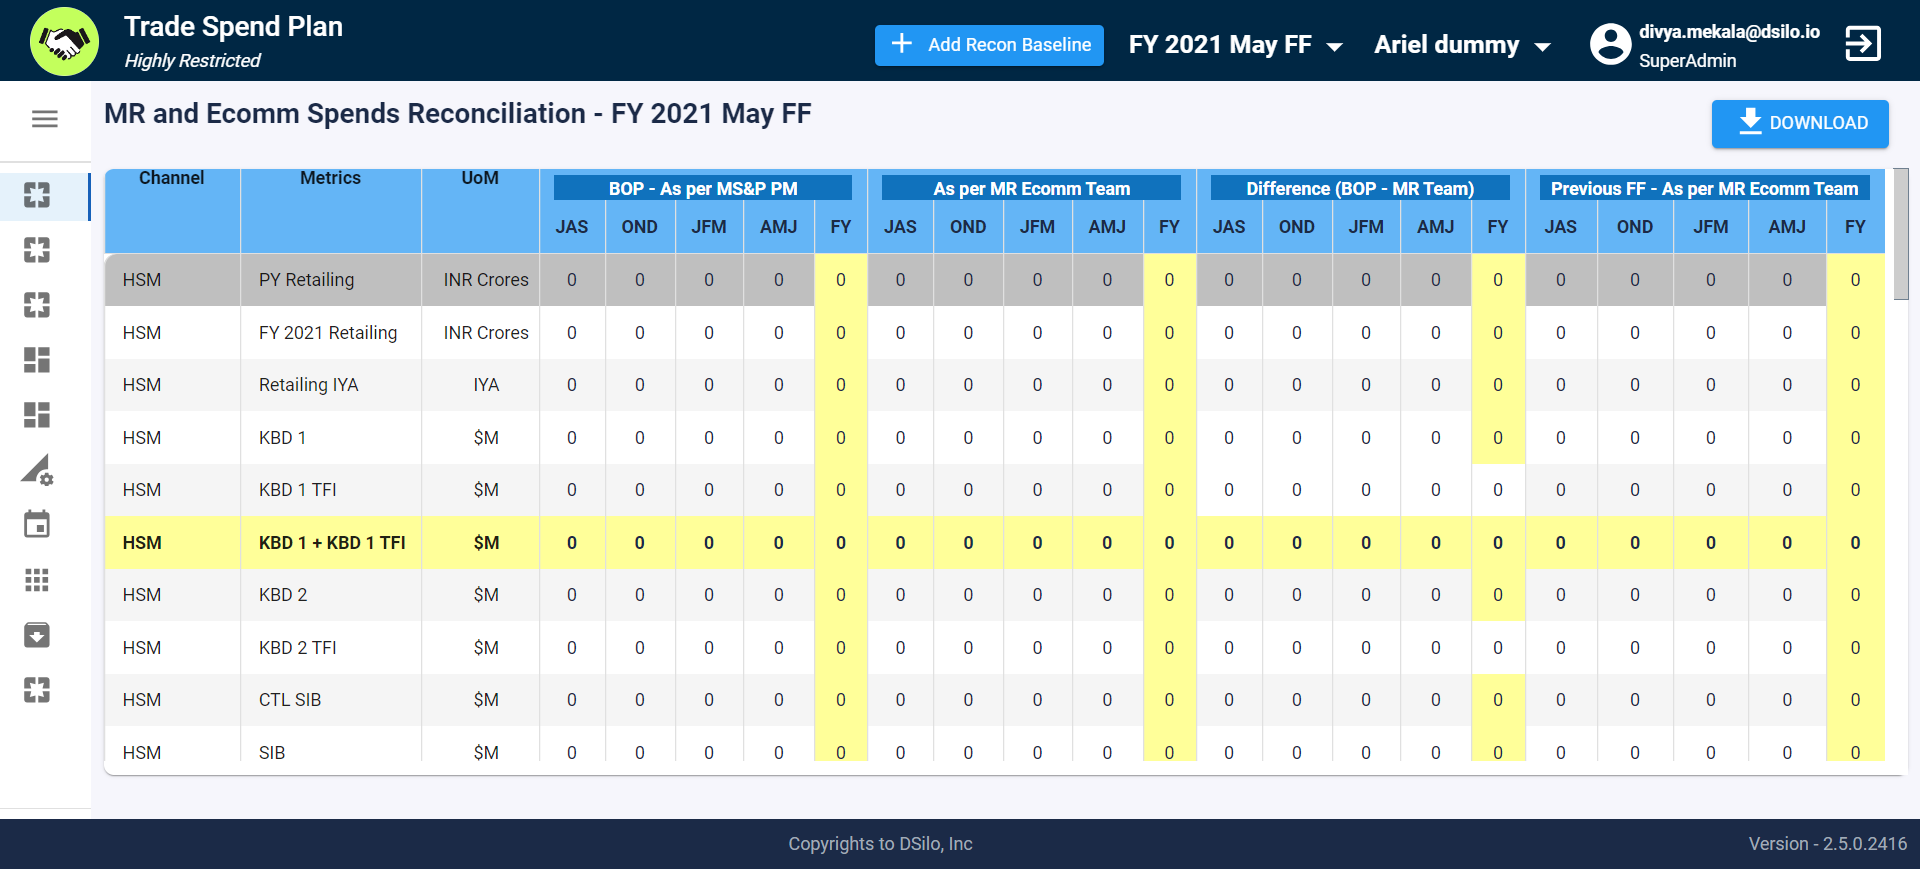 Trade Spend Plan
Highly Restricted
Add Recon Baseline
FY 2021 May FF
Ariel dummy
divya.mekala@dsilo.io
SuperAdmin
MR and Ecomm Spends Reconciliation - FY 2021 May FF
DOWNLOAD
Channel Metrics UoM BOP - As per MS&P PM As per MR Ecomm Team Difference (BOP - MR Team) Previous FF - As per MR Ecomm Team
JAS OND JFM AMJ FY JAS OND JFM AMJ FY JAS OND JFM AMJ FY JAS OND JFM AMJ FY
HSM PY Retailing INR Crores 0 0 0 0 0 0 0 0 0 0 0 0 0 0 0 0 0 0 0 0
HSM FY 2021 Retailing INR Crores 0 0 0 0 0 0 0 0 0 0 0 0 0 0 0 0 0 0 0 0
HSM Retailing IYA IYA 0 0 0 0 0 0 0 0 0 0 0 0 0 0 0 0 0 0 0 0
HSM KBD 1 $M 0 0 0 0 0 0 0 0 0 0 0 0 0 0 0 0 0 0 0 0
HSM KBD 1 TFI $M 0 0 0 0 0 0 0 0 0 0 0 0 0 0 0 0 0 0 0 0
HSM KBD 1 + KBD 1 TFI $M 0 0 0 0 0 0 0 0 0 0 0 0 0 0 0 0 0 0 0 0
HSM KBD 2 $M 0 0 0 0 0 0 0 0 0 0 0 0 0 0 0 0 0 0 0 0
HSM KBD 2 TFI $M 0 0 0 0 0 0 0 0 0 0 0 0 0 0 0 0 0 0 0 0
HSM CTL SIB $M 0 0 0 0 0 0 0 0 0 0 0 0 0 0 0 0 0 0 0 0
HSM SIB $M 0 0 0 0 0 0 0 0 0 0 0 0 0 0 0 0 0 0 0 0
Copyrights to DSilo, Inc
Version - 2.5.0.2416